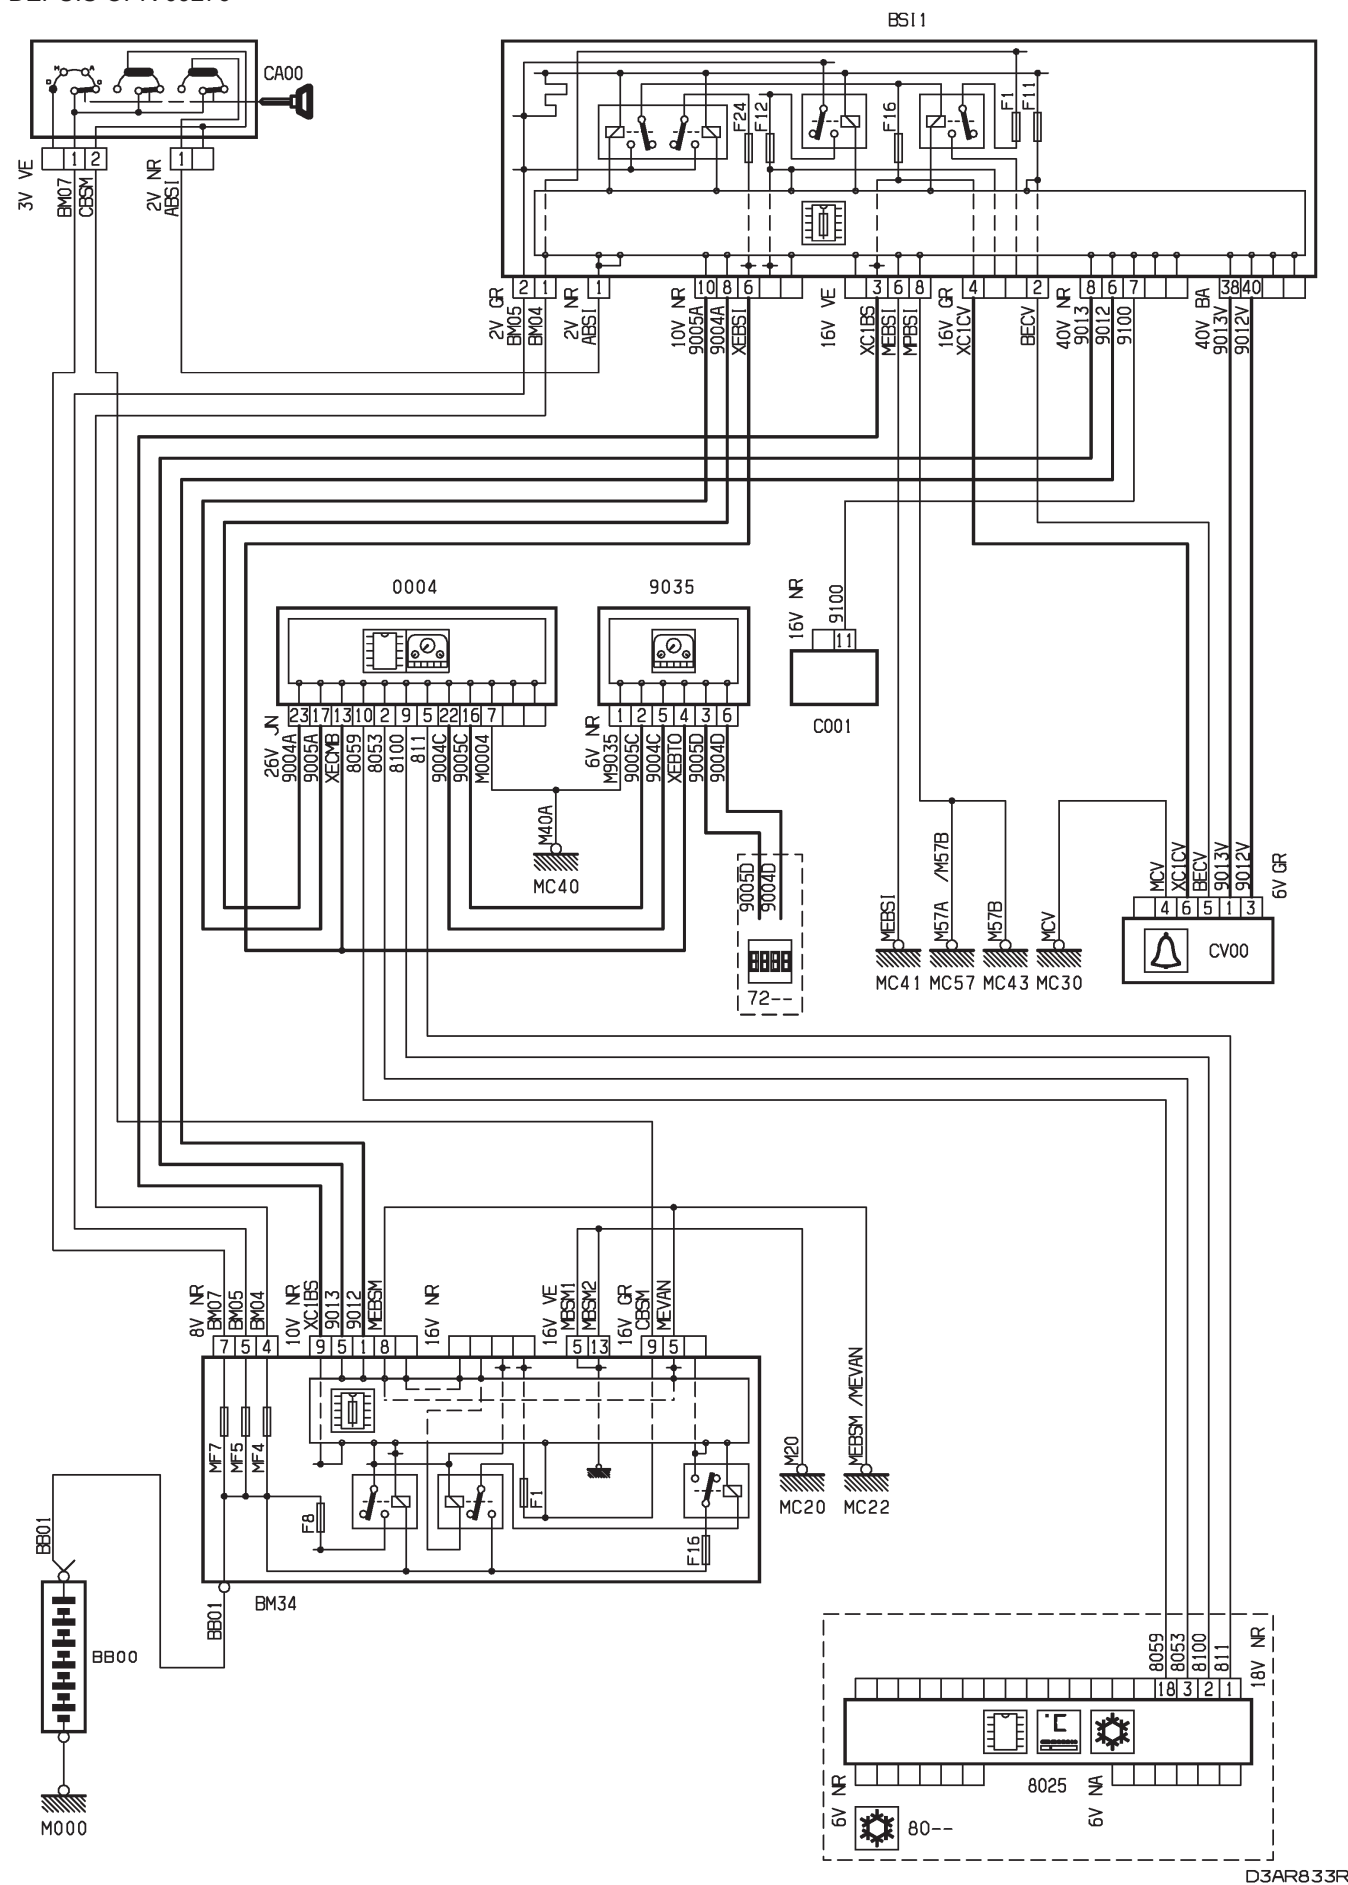 BSI1
CA00
3V VE
1
2
BM07
CBSM
2V NR
1
ABSI
F24
F12
F16
F1
F11
2V GR
2
1
BM05
BM04
2V NR
1
ABSI
10V NR
10
8
6
9005A
9004A
XEBSI
16V VE
3
6
8
XC1BS
MEBSI
MPBSI
16V GR
4
2
XC1CV
BECV
40V NR
8
6
7
9013
9012
9100
40V BA
38
40
9013V
9012V
0004
26V JN
23
17
13
10
2
9
5
22
16
7
9004A
9005A
XECMB
8059
8053
8100
811
9004C
9005C
M0004
9035
6V NR
1
2
5
4
3
6
M9035
9005C
9004C
XEBTO
9005D
9004D
M40A
MC40
9005D
9004D
72--
16V NR
9100
11
C001
MEBSI
MC41
M57A /M57B
MC57
M57B
MC43
MCV
MC30
MCV
XC1CV
BECV
9013V
9012V
6V GR
4
6
5
1
3
CV00
8V NR
BM07
BM05
BM04
7
5
4
10V NR
XC1BS
9013
9012
MEBSM
9
5
1
8
16V NR
16V VE
MBSM1
MBSM2
5
13
16V GR
CBSM
MEVAN
9
5
MF7
MF5
MF4
F8
F1
F16
BM34
M20
MC20
MEBSM /MEVAN
MC22
BB01
BB01
BB00
M000
8059
8053
8100
811
18V NR
18
3
2
1
°C
6V NR
8025
6V NA
80--
D3AR833R